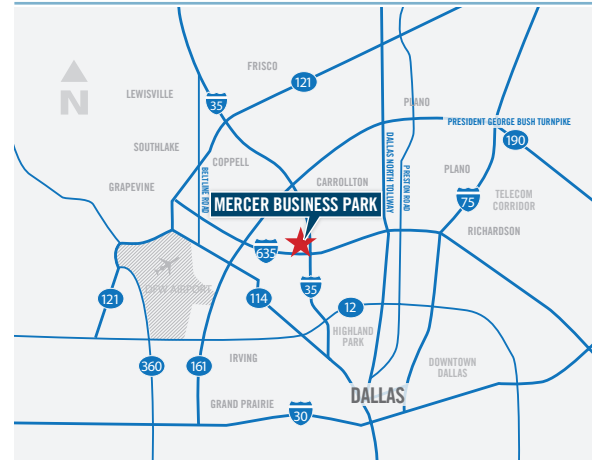 FRISCO
121
LEWISVILLE
35
PLANO
N
PRESIDENT GEORGE BUSH TURNPIKE
190
SOUTHLAKE
COPPELL
DALLAS NORTH TOLLWAY
PRESTON ROAD
BELTLINE ROAD
PLANO
GRAPEVINE
CARROLLTON
75
TELECOM
CORRIDOR
MERCER BUSINESS PARK
RICHARDSON
635
DFW AIRPORT
35
121
114
12
HIGHLAND
PARK
IRVING
360
161
DOWNTOWN
DALLAS
DALLAS
GRAND PRAIRIE
30